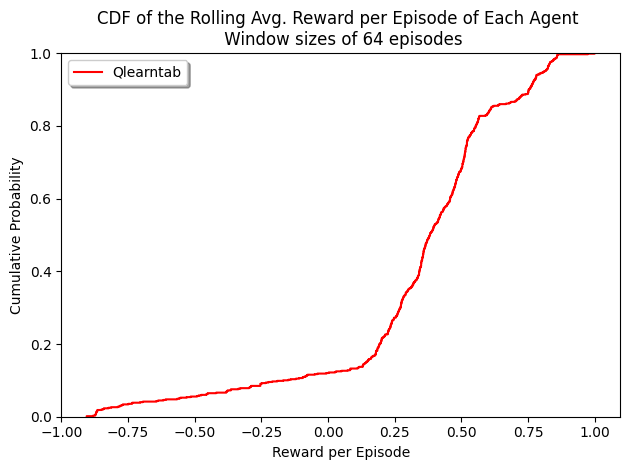 CDF of the Rolling Avg. Reward per Episode of Each Agent
Window sizes of 64 episodes
Qlearntab
Cumulative Probability
1.0
0.8
0.6
0.4
0.2
0.0
−1.00 −0.75 −0.50 −0.25 0.00 0.25 0.50 0.75 1.00
Reward per Episode